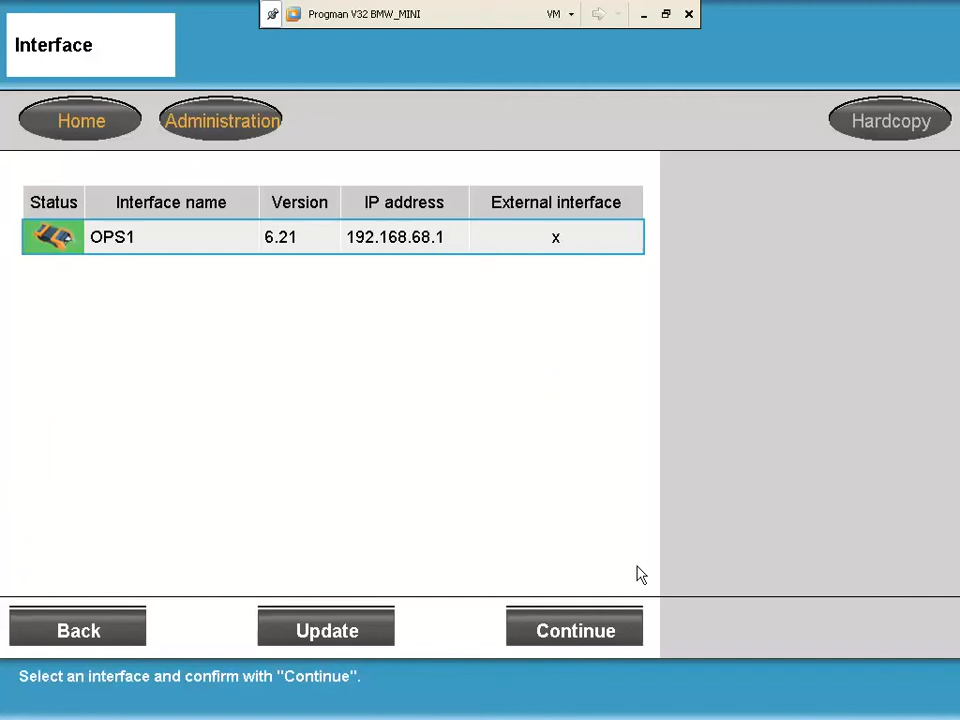 Progman V32 BMW_MINI
VM
Interface
Home
Administration
Hardcopy
Status Interface name Version IP address External interface
OPS1 6.21 192.168.68.1 x
Back
Update
Continue
Select an interface and confirm with "Continue".